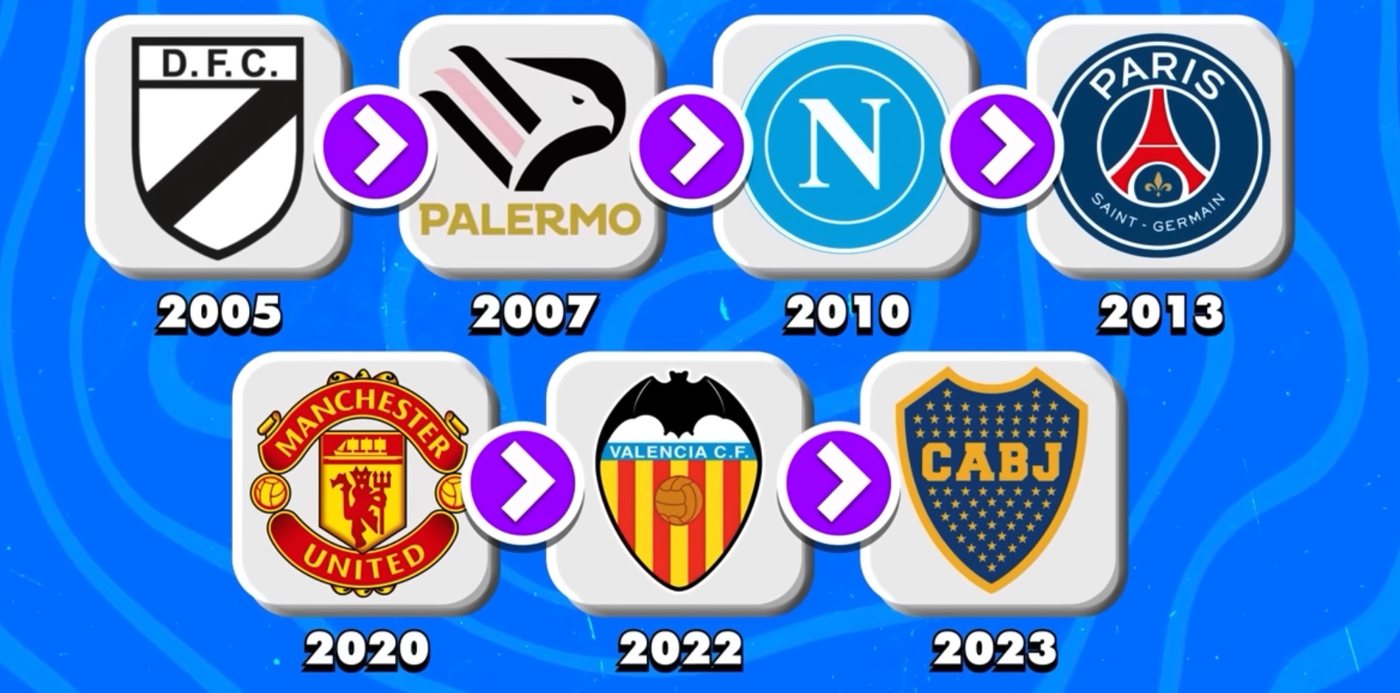 D.F.C.
PALERMO
N
PARIS
SAINT-GERMAIN
2005
2007
2010
2013
MANCHESTER
UNITED
VALENCIA C.F.
CABJ
2020
2022
2023